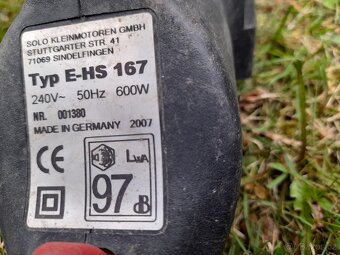 SOLO KLEINMOTOREN GMBH
STUTTGARTER STR. 41
71069 SINDELFINGEN
Typ E-HS 167
240V~ 50Hz 600W
NR. 001380
MADE IN GERMANY 2007
CE
LWA
97
dB